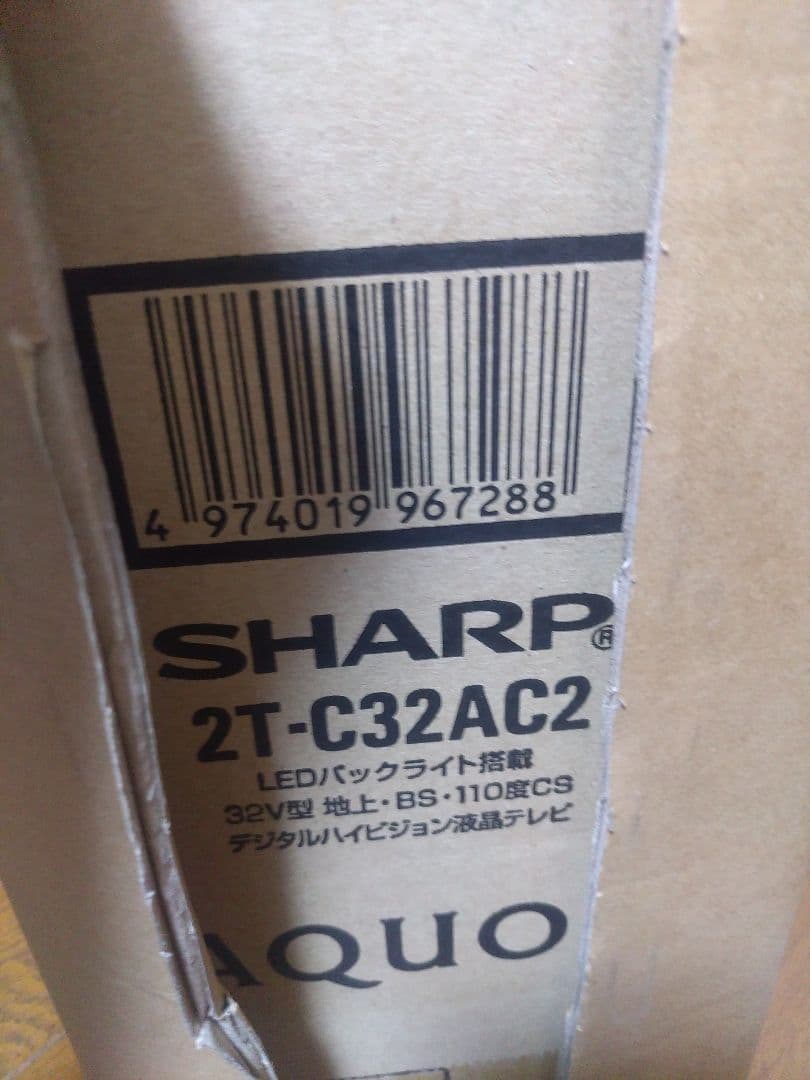 4 974019 967288
SHARP®
2T-C32AC2
LEDバックライト搭載
32V型 地上・BS・110度CS
デジタルハイビジョン液晶テレビ
AQUO